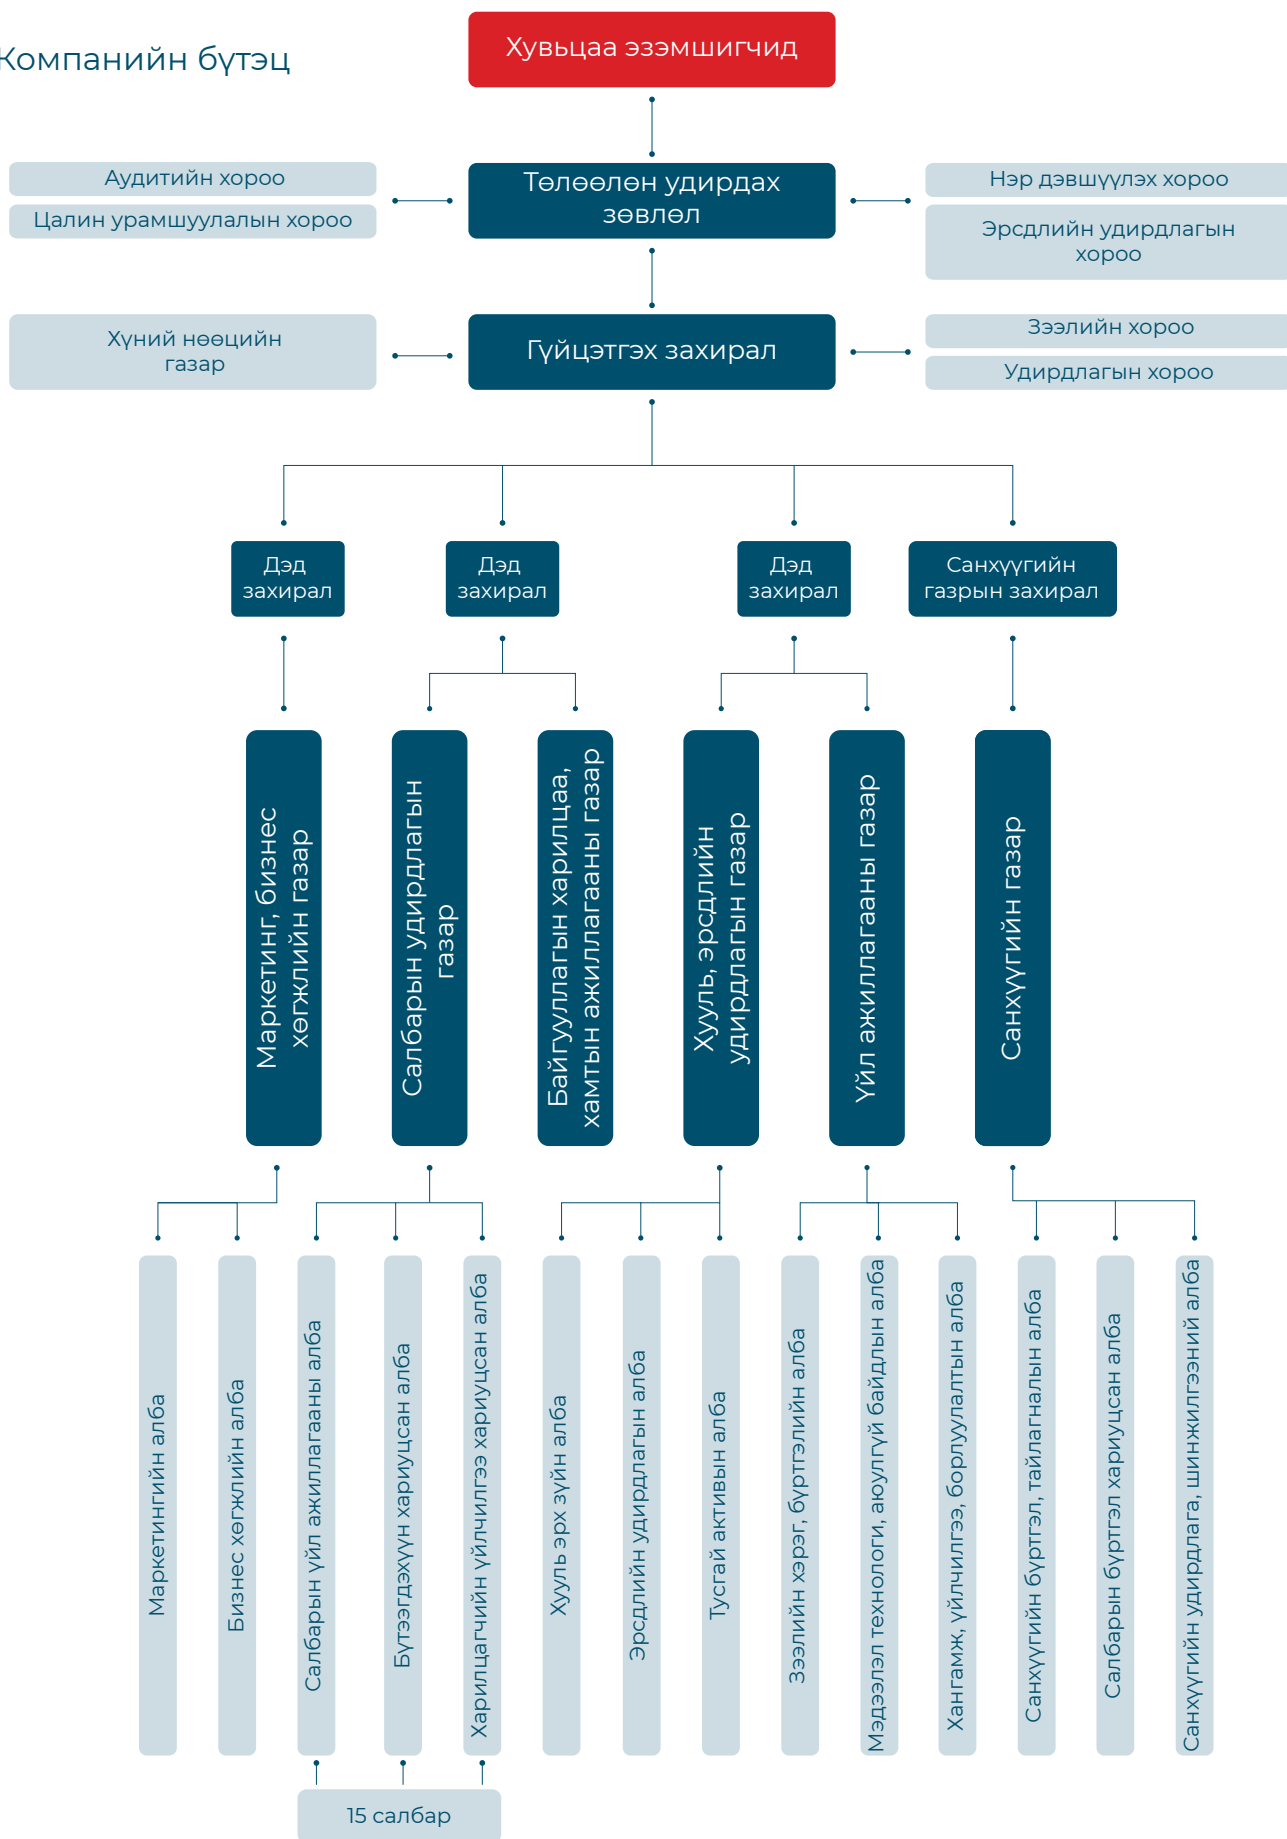 Компанийн бүтэц
Хувьцаа эзэмшигчид
Аудитийн хороо
Цалин урамшуулалын хороо
Төлөөлөн удирдах
зөвлөл
Нэр дэвшүүлэх хороо
Эрсдлийн удирдлагын
хороо
Хүний нөөцийн
газар
Гүйцэтгэх захирал
Зээлийн хороо
Удирдлагын хороо
Дэд
захирал
Дэд
захирал
Дэд
захирал
Санхүүгийн
газрын захирал
Маркетинг, бизнес
хөгжлийн газар
Салбарын удирдлагын
газар
Байгууллагын харилцаа,
хамтын ажиллагааны газар
Хууль, эрсдлийн
удирдлагын газар
Үйл ажиллагааны газар
Санхүүгийн газар
Маркетингийн алба
Бизнес хөгжлийн алба
Салбарын үйл ажиллагааны алба
Бүтээгдэхүүн хариуцсан алба
Харилцагчийн үйлчилгээ хариуцсан алба
Хууль эрх зүйн алба
Эрсдлийн удирдлагын алба
Тусгай активын алба
Зээлийн хэрэг, бүртгэлийн алба
Мэдээлэл технологи, аюулгүй байдлын алба
Хангамж, үйлчилгээ, борлуулалтын алба
Санхүүгийн бүртгэл, тайлагналын алба
Салбарын бүртгэл хариуцсан алба
Санхүүгийн удирдлага, шинжилгээний алба
15 салбар